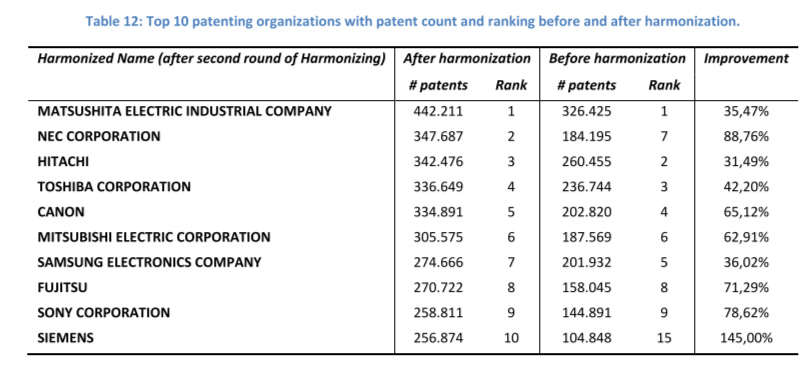 Table 12: Top 10 patenting organizations with patent count and ranking before and after harmonization.
Harmonized Name (after second round of Harmonizing) After harmonization Before harmonization Improvement
# patents Rank # patents Rank
MATSUSHITA ELECTRIC INDUSTRIAL COMPANY 442.211 1 326.425 1 35,47%
NEC CORPORATION 347.687 2 184.195 7 88,76%
HITACHI 342.476 3 260.455 2 31,49%
TOSHIBA CORPORATION 336.649 4 236.744 3 42,20%
CANON 334.891 5 202.820 4 65,12%
MITSUBISHI ELECTRIC CORPORATION 305.575 6 187.569 6 62,91%
SAMSUNG ELECTRONICS COMPANY 274.666 7 201.932 5 36,02%
FUJITSU 270.722 8 158.045 8 71,29%
SONY CORPORATION 258.811 9 144.891 9 78,62%
SIEMENS 256.874 10 104.848 15 145,00%